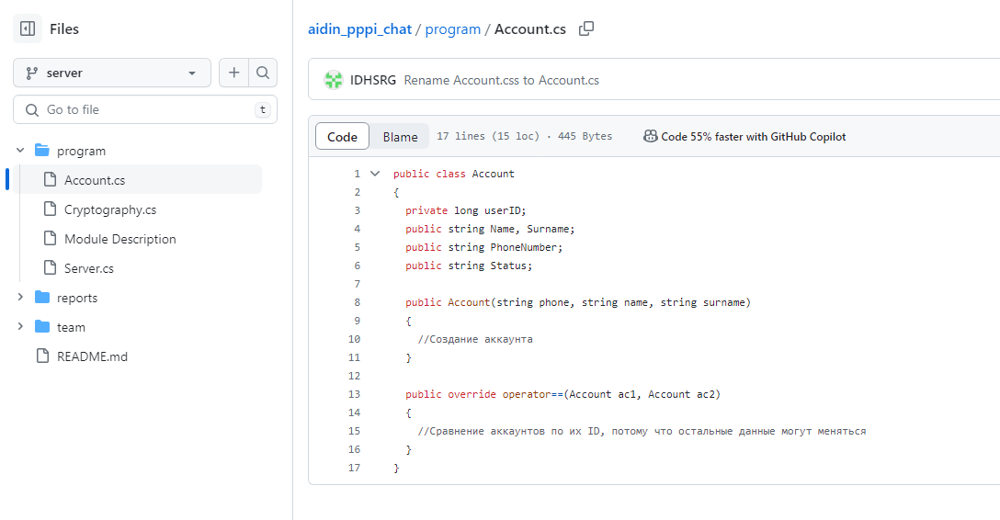 Files
server
Go to file
t
program
Account.cs
Cryptography.cs
Module Description
Server.cs
reports
team
README.md
aidin_pppi_chat / program / Account.cs
IDHSRG Rename Account.css to Account.cs
Code Blame 17 lines (15 loc) · 445 Bytes Code 55% faster with GitHub Copilot
1 public class Account
2 {
3 private long userID;
4 public string Name, Surname;
5 public string PhoneNumber;
6 public string Status;
7
8 public Account(string phone, string name, string surname)
9 {
10 //Создание аккаунта
11 }
12
13 public override operator==(Account ac1, Account ac2)
14 {
15 //Сравнение аккаунтов по их ID, потому что остальные данные могут меняться
16 }
17 }